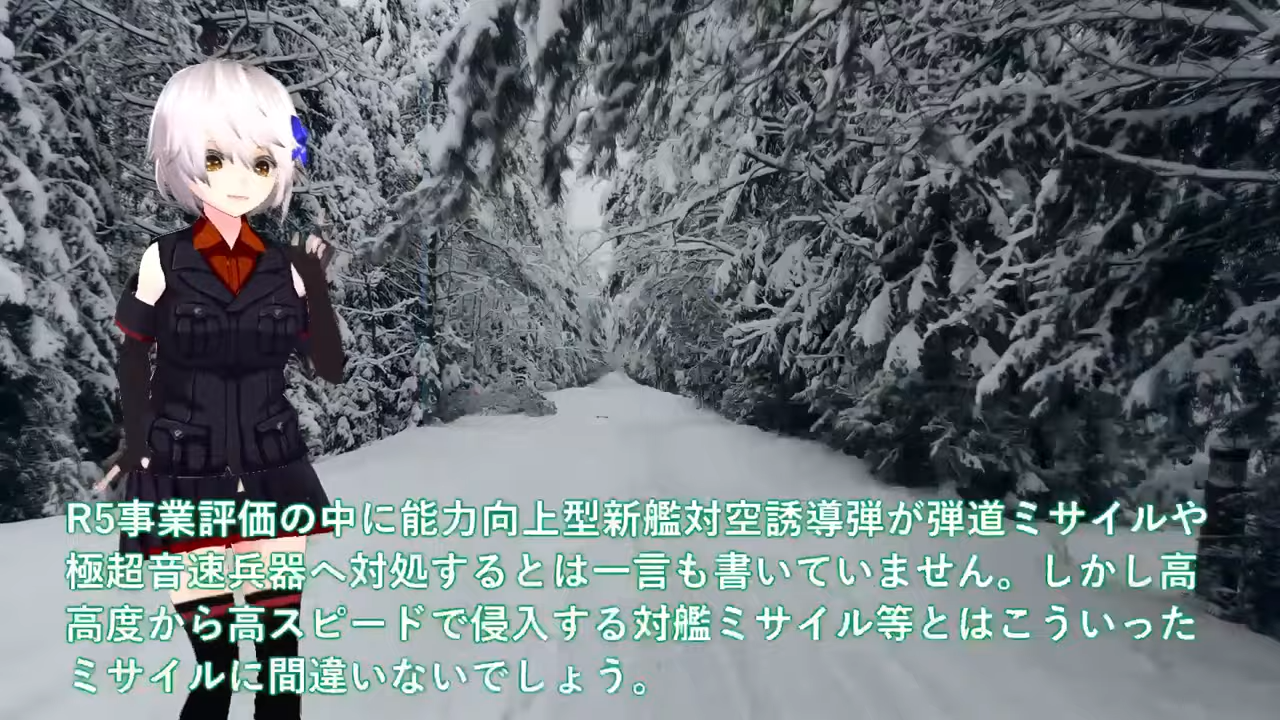 R5事業評価の中に能力向上型新艦対空誘導弾が弾道ミサイルや
極超音速兵器へ対処するとは一言も書いていません。しかし高
高度から高スピードで侵入する対艦ミサイル等とはこういった
ミサイルに間違いないでしょう。